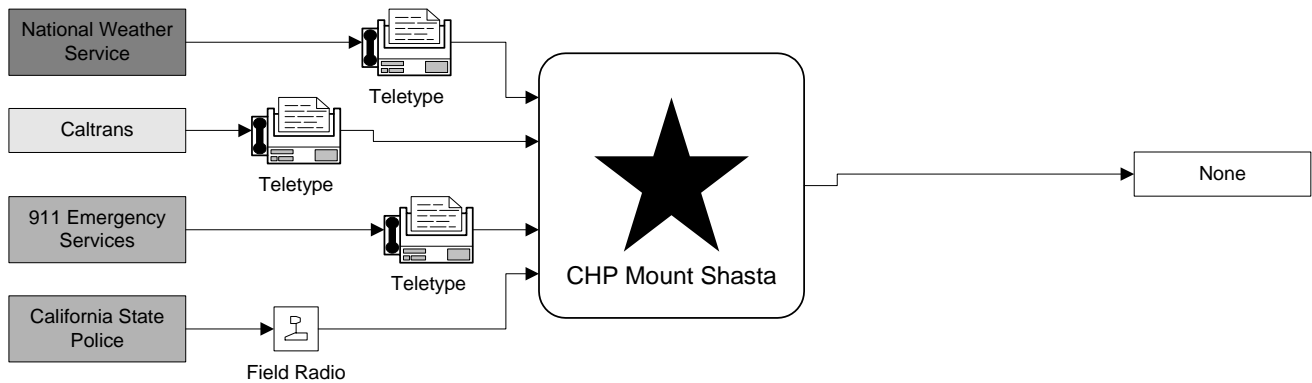 National Weather
Service
Teletype
Caltrans
Teletype
911 Emergency
Services
Teletype
California State
Police
Field Radio
CHP Mount Shasta
None